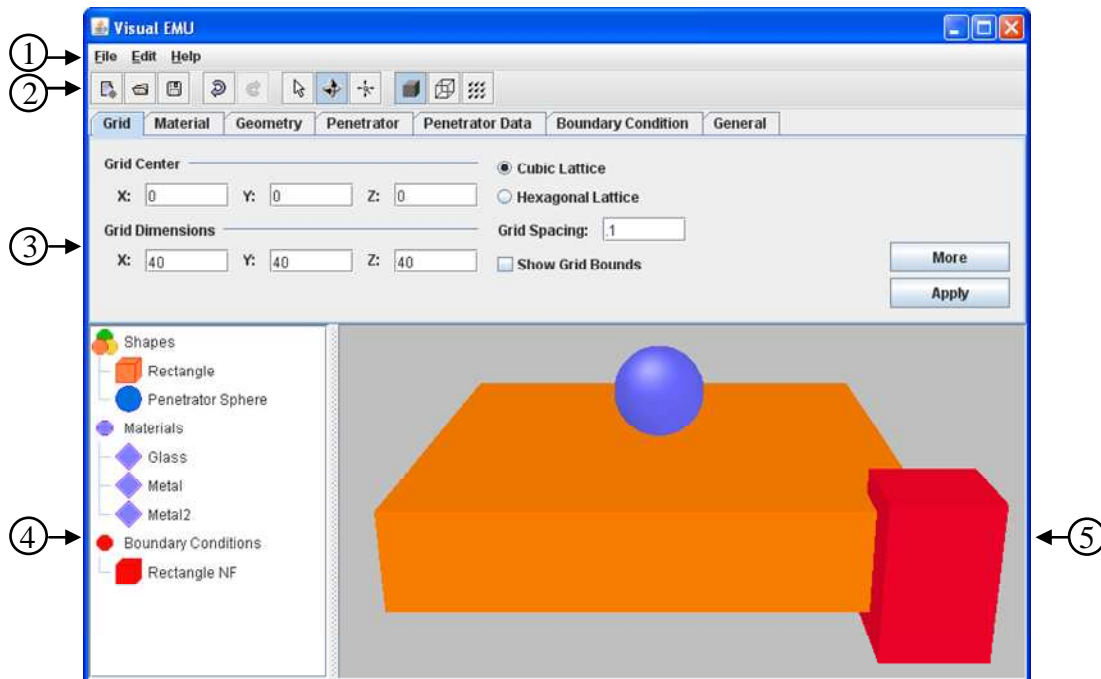 Visual EMU
1
File Edit Help
2
Grid Material Geometry Penetrator Penetrator Data Boundary Condition General
Grid Center
X: 0 Y: 0 Z: 0
Cubic Lattice
Hexagonal Lattice
3
Grid Dimensions
X: 40 Y: 40 Z: 40
Grid Spacing: .1
Show Grid Bounds
More
Apply
Shapes
Rectangle
Penetrator Sphere
Materials
Glass
Metal
Metal2
4
Boundary Conditions
Rectangle NF
5